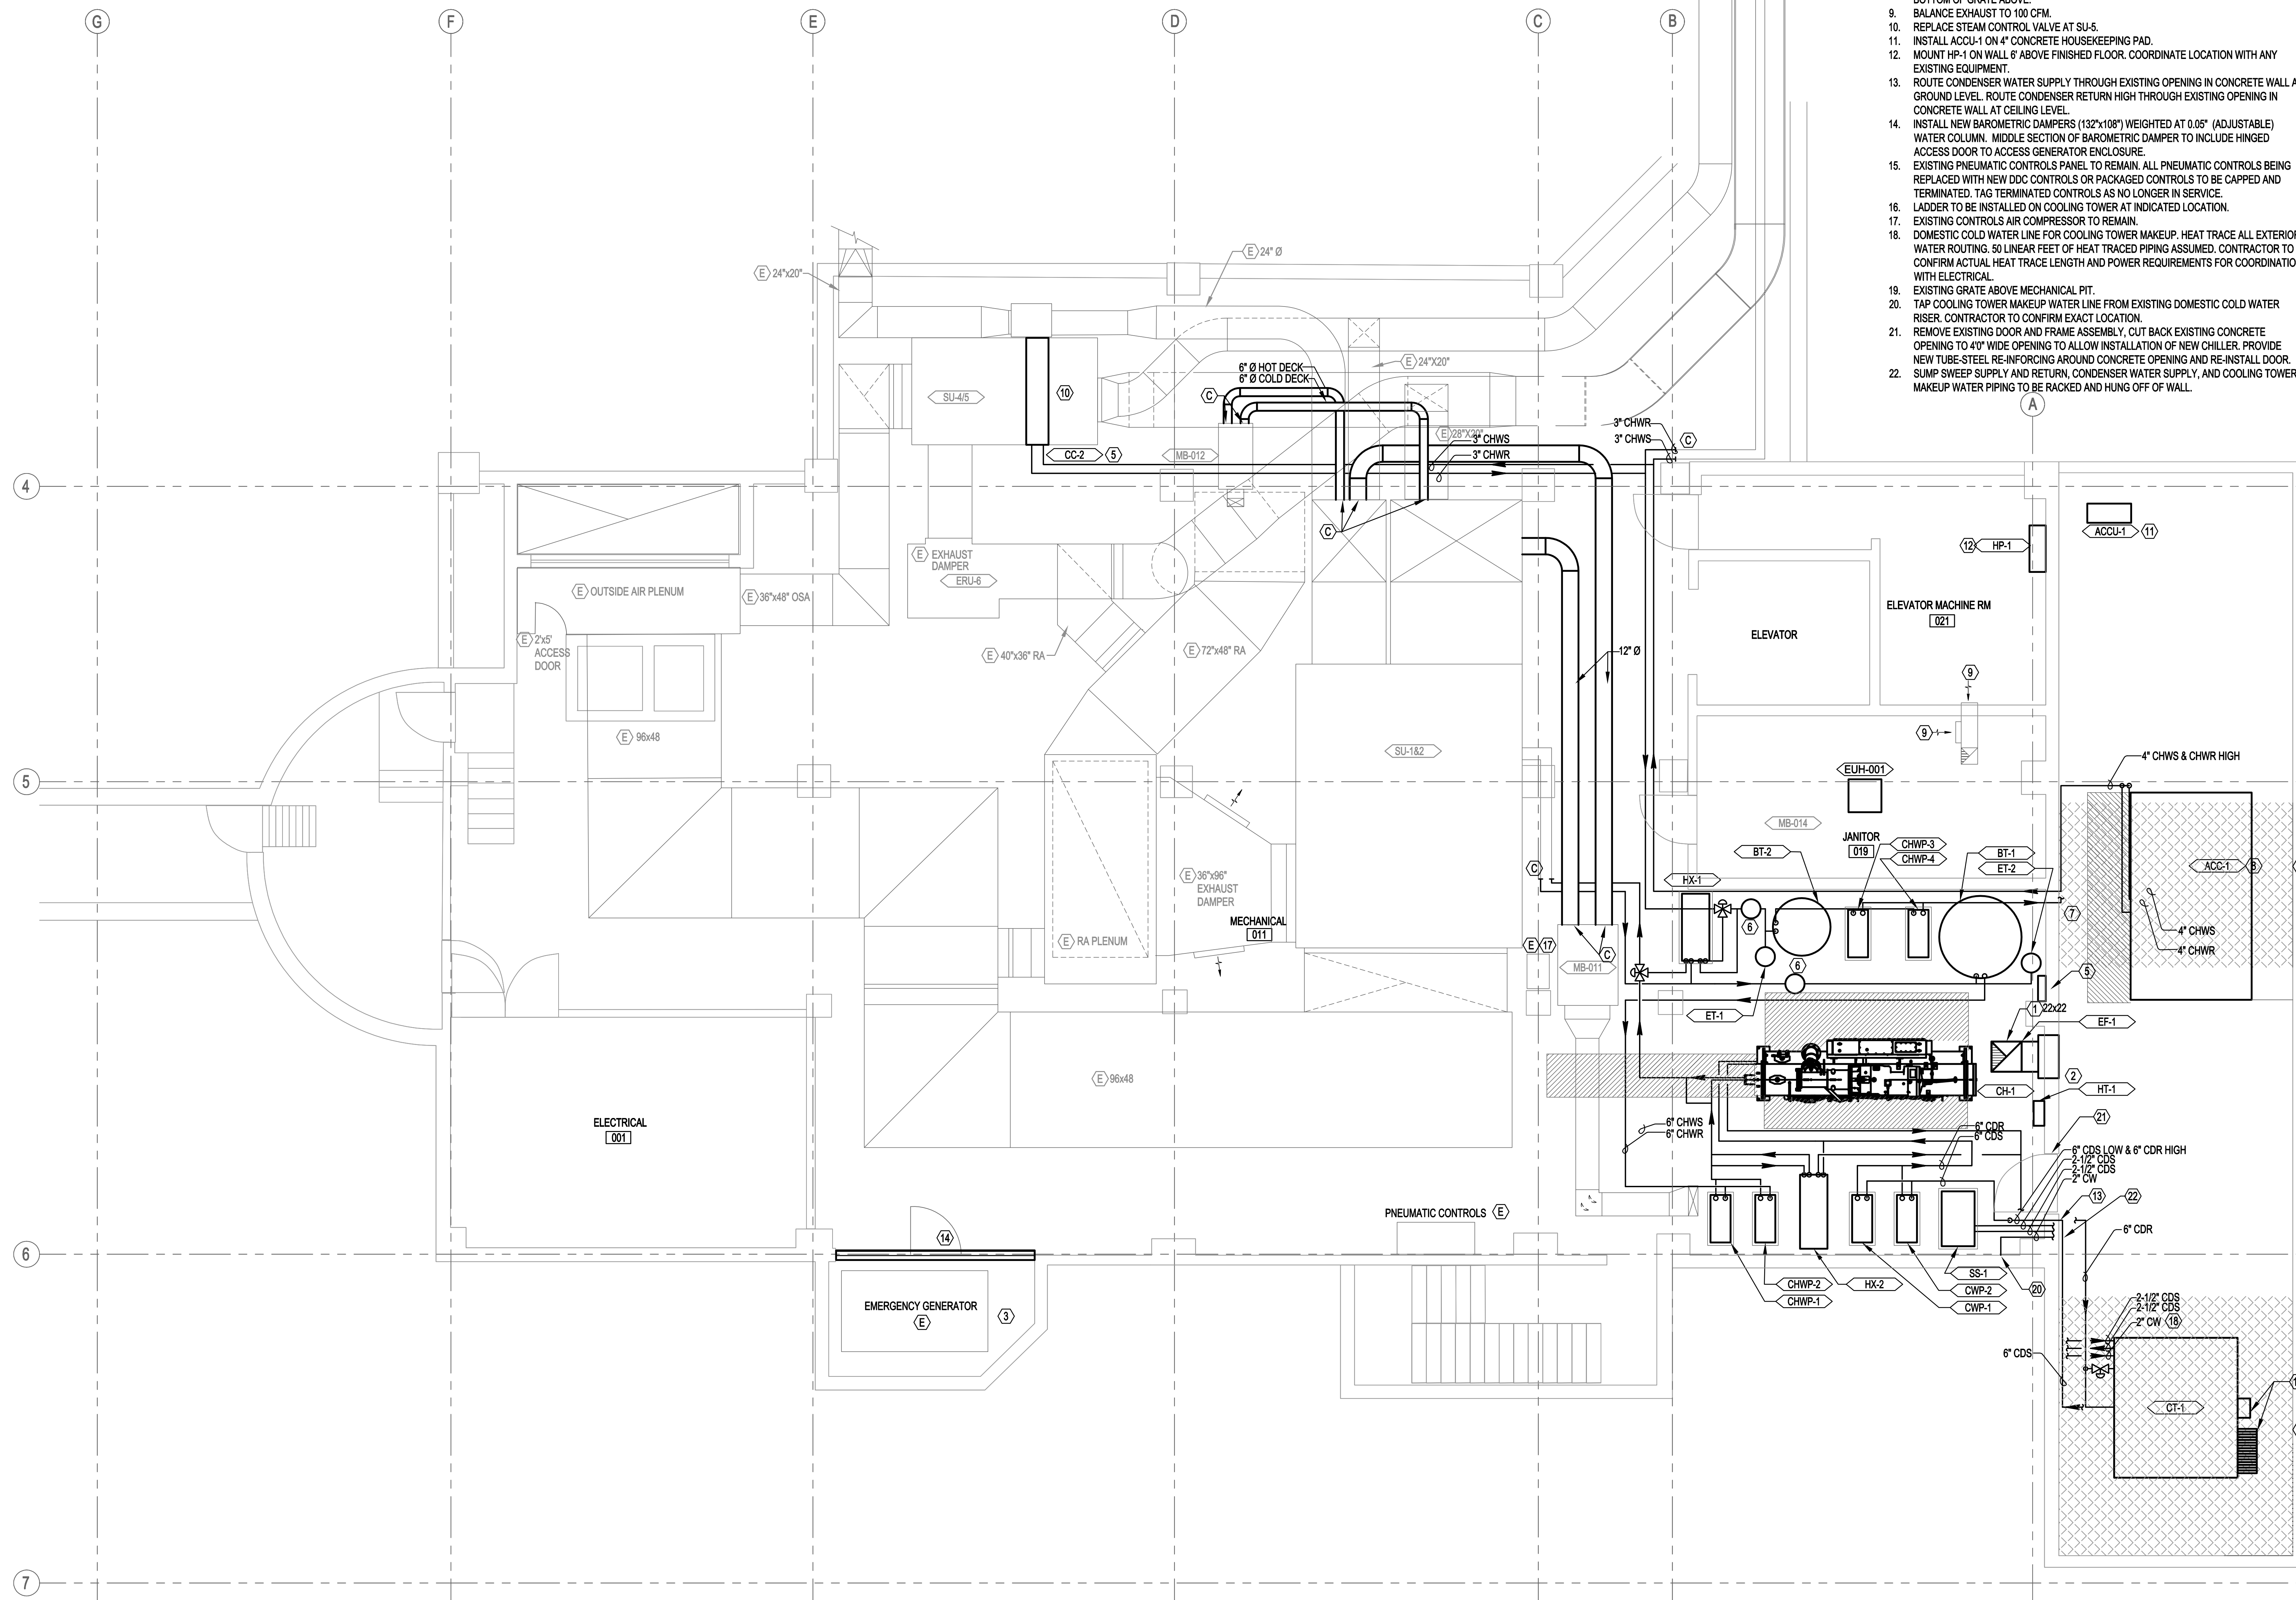 G
F
E
D
C
B
BOTTOM OF GRATE ABOVE.
9. BALANCE EXHAUST TO 100 CFM.
10. REPLACE STEAM CONTROL VALVE AT SU-5.
11. INSTALL ACCU-1 ON 4" CONCRETE HOUSEKEEPING PAD.
12. MOUNT HP-1 ON WALL 6' ABOVE FINISHED FLOOR. COORDINATE LOCATION WITH ANY
EXISTING EQUIPMENT.
13. ROUTE CONDENSER WATER SUPPLY THROUGH EXISTING OPENING IN CONCRETE WALL A
GROUND LEVEL. ROUTE CONDENSER RETURN HIGH THROUGH EXISTING OPENING IN
CONCRETE WALL AT CEILING LEVEL.
14. INSTALL NEW BAROMETRIC DAMPERS (132"x108") WEIGHTED AT 0.05" (ADJUSTABLE)
WATER COLUMN. MIDDLE SECTION OF BAROMETRIC DAMPER TO INCLUDE HINGED
ACCESS DOOR TO ACCESS GENERATOR ENCLOSURE.
15. EXISTING PNEUMATIC CONTROLS PANEL TO REMAIN. ALL PNEUMATIC CONTROLS BEING
REPLACED WITH NEW DDC CONTROLS OR PACKAGED CONTROLS TO BE CAPPED AND
TERMINATED. TAG TERMINATED CONTROLS AS NO LONGER IN SERVICE.
16. LADDER TO BE INSTALLED ON COOLING TOWER AT INDICATED LOCATION.
17. EXISTING CONTROLS AIR COMPRESSOR TO REMAIN.
18. DOMESTIC COLD WATER LINE FOR COOLING TOWER MAKEUP. HEAT TRACE ALL EXTERIOR
WATER ROUTING. 50 LINEAR FEET OF HEAT TRACED PIPING ASSUMED. CONTRACTOR TO
CONFIRM ACTUAL HEAT TRACE LENGTH AND POWER REQUIREMENTS FOR COORDINATIO
WITH ELECTRICAL.
19. EXISTING GRATE ABOVE MECHANICAL PIT.
20. TAP COOLING TOWER MAKEUP WATER LINE FROM EXISTING DOMESTIC COLD WATER
RISER. CONTRACTOR TO CONFIRM EXACT LOCATION.
21. REMOVE EXISTING DOOR AND FRAME ASSEMBLY, CUT BACK EXISTING CONCRETE
OPENING TO 4'0" WIDE OPENING TO ALLOW INSTALLATION OF NEW CHILLER. PROVIDE
NEW TUBE-STEEL RE-INFORCING AROUND CONCRETE OPENING AND RE-INSTALL DOOR.
22. SUMP SWEEP SUPPLY AND RETURN, CONDENSER WATER SUPPLY, AND COOLING TOWER
MAKEUP WATER PIPING TO BE RACKED AND HUNG OFF OF WALL.
A
E 24"x20"
E 24" Ø
E 24"X20"
6" Ø HOT DECK
6" Ø COLD DECK
SU-4/5
10
C
E 28"X20"
3" CHWS
3" CHWR
3" CHWR
3" CHWS
C
CC-2 5
MB-012
4
C
ACCU-1 11
12 HP-1
E EXHAUST
DAMPER
ERU-6
E OUTSIDE AIR PLENUM
E 36"x48" OSA
ELEVATOR MACHINE RM
021
ELEVATOR
E 2'x5'
ACCESS
DOOR
E 40"x36" RA
E 72"x48" RA
12" Ø
9
9
E 96x48
SU-1&2
4" CHWS & CHWR HIGH
5
EUH-001
MB-014
JANITOR
019
CHWP-3
CHWP-4
BT-2
BT-1
ET-2
ACC-1 8
C
E 36"x96"
EXHAUST
DAMPER
HX-1
7
MECHANICAL
011
4" CHWS
4" CHWR
6
E RA PLENUM
E 17
C
MB-011
6
5
ET-1
1 22x22
EF-1
E 96x48
2
CH-1
HT-1
ELECTRICAL
001
6" CHWS
6" CHWR
21
6" CDR
6" CDS
6" CDS LOW & 6" CDR HIGH
2-1/2" CDS
2-1/2" CDS
2" CW
13
22
6" CDR
PNEUMATIC CONTROLS E
14
6
EMERGENCY GENERATOR
E
3
CHWP-2
CHWP-1
HX-2
SS-1
CWP-2
CWP-1
20
2-1/2" CDS
2-1/2" CDS
2" CW 18
6" CDS
CT-1
7